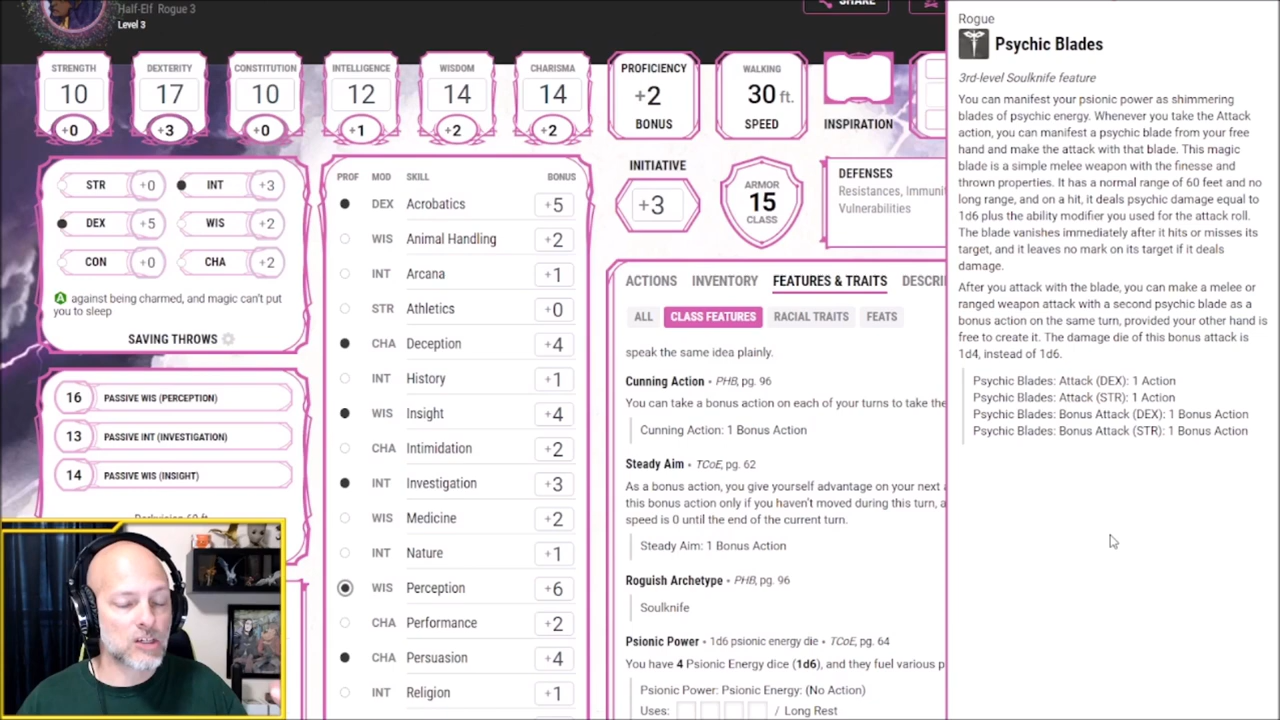 Half-Elf Rogue 3
Level 3
SHARE
STRENGTH
10
+0
DEXTERITY
17
+3
CONSTITUTION
10
+0
INTELLIGENCE
12
+1
WISDOM
14
+2
CHARISMA
14
+2
PROFICIENCY
+2
BONUS
WALKING
30 ft.
SPEED
INSPIRATION
STR +0
INT +3
DEX +5
WIS +2
CON +0
CHA +2
against being charmed, and magic can't put
you to sleep
SAVING THROWS
16 PASSIVE WIS (PERCEPTION)
13 PASSIVE INT (INVESTIGATION)
14 PASSIVE WIS (INSIGHT)
PROF MOD SKILL BONUS
DEX Acrobatics +5
WIS Animal Handling +2
INT Arcana +1
STR Athletics +0
CHA Deception +4
INT History +1
WIS Insight +4
CHA Intimidation +2
INT Investigation +3
WIS Medicine +2
INT Nature +1
WIS Perception +6
CHA Performance +2
CHA Persuasion +4
INT Religion +1
INITIATIVE
+3
ARMOR
15
CLASS
DEFENSES
Resistances, Immuni
Vulnerabilities
ACTIONS INVENTORY FEATURES & TRAITS DESCRI
ALL CLASS FEATURES RACIAL TRAITS FEATS
speak the same idea plainly.
Cunning Action • PHB, pg. 96
You can take a bonus action on each of your turns to take the
Cunning Action: 1 Bonus Action
Steady Aim • TCoE, pg. 62
As a bonus action, you give yourself advantage on your next a
this bonus action only if you haven't moved during this turn, a
speed is 0 until the end of the current turn.
Steady Aim: 1 Bonus Action
Roguish Archetype • PHB, pg. 96
Soulknife
Psionic Power • 1d6 psionic energy die • TCoE, pg. 64
You have 4 Psionic Energy dice (1d6), and they fuel various p
Psionic Power: Psionic Energy: (No Action)
Uses: / Long Rest
Rogue
Psychic Blades
3rd-level Soulknife feature
You can manifest your psionic power as shimmering
blades of psychic energy. Whenever you take the Attack
action, you can manifest a psychic blade from your free
hand and make the attack with that blade. This magic
blade is a simple melee weapon with the finesse and
thrown properties. It has a normal range of 60 feet and no
long range, and on a hit, it deals psychic damage equal to
1d6 plus the ability modifier you used for the attack roll.
The blade vanishes immediately after it hits or misses its
target, and it leaves no mark on its target if it deals
damage.
After you attack with the blade, you can make a melee or
ranged weapon attack with a second psychic blade as a
bonus action on the same turn, provided your other hand is
free to create it. The damage die of this bonus attack is
1d4, instead of 1d6.
Psychic Blades: Attack (DEX): 1 Action
Psychic Blades: Attack (STR): 1 Action
Psychic Blades: Bonus Attack (DEX): 1 Bonus Action
Psychic Blades: Bonus Attack (STR): 1 Bonus Action